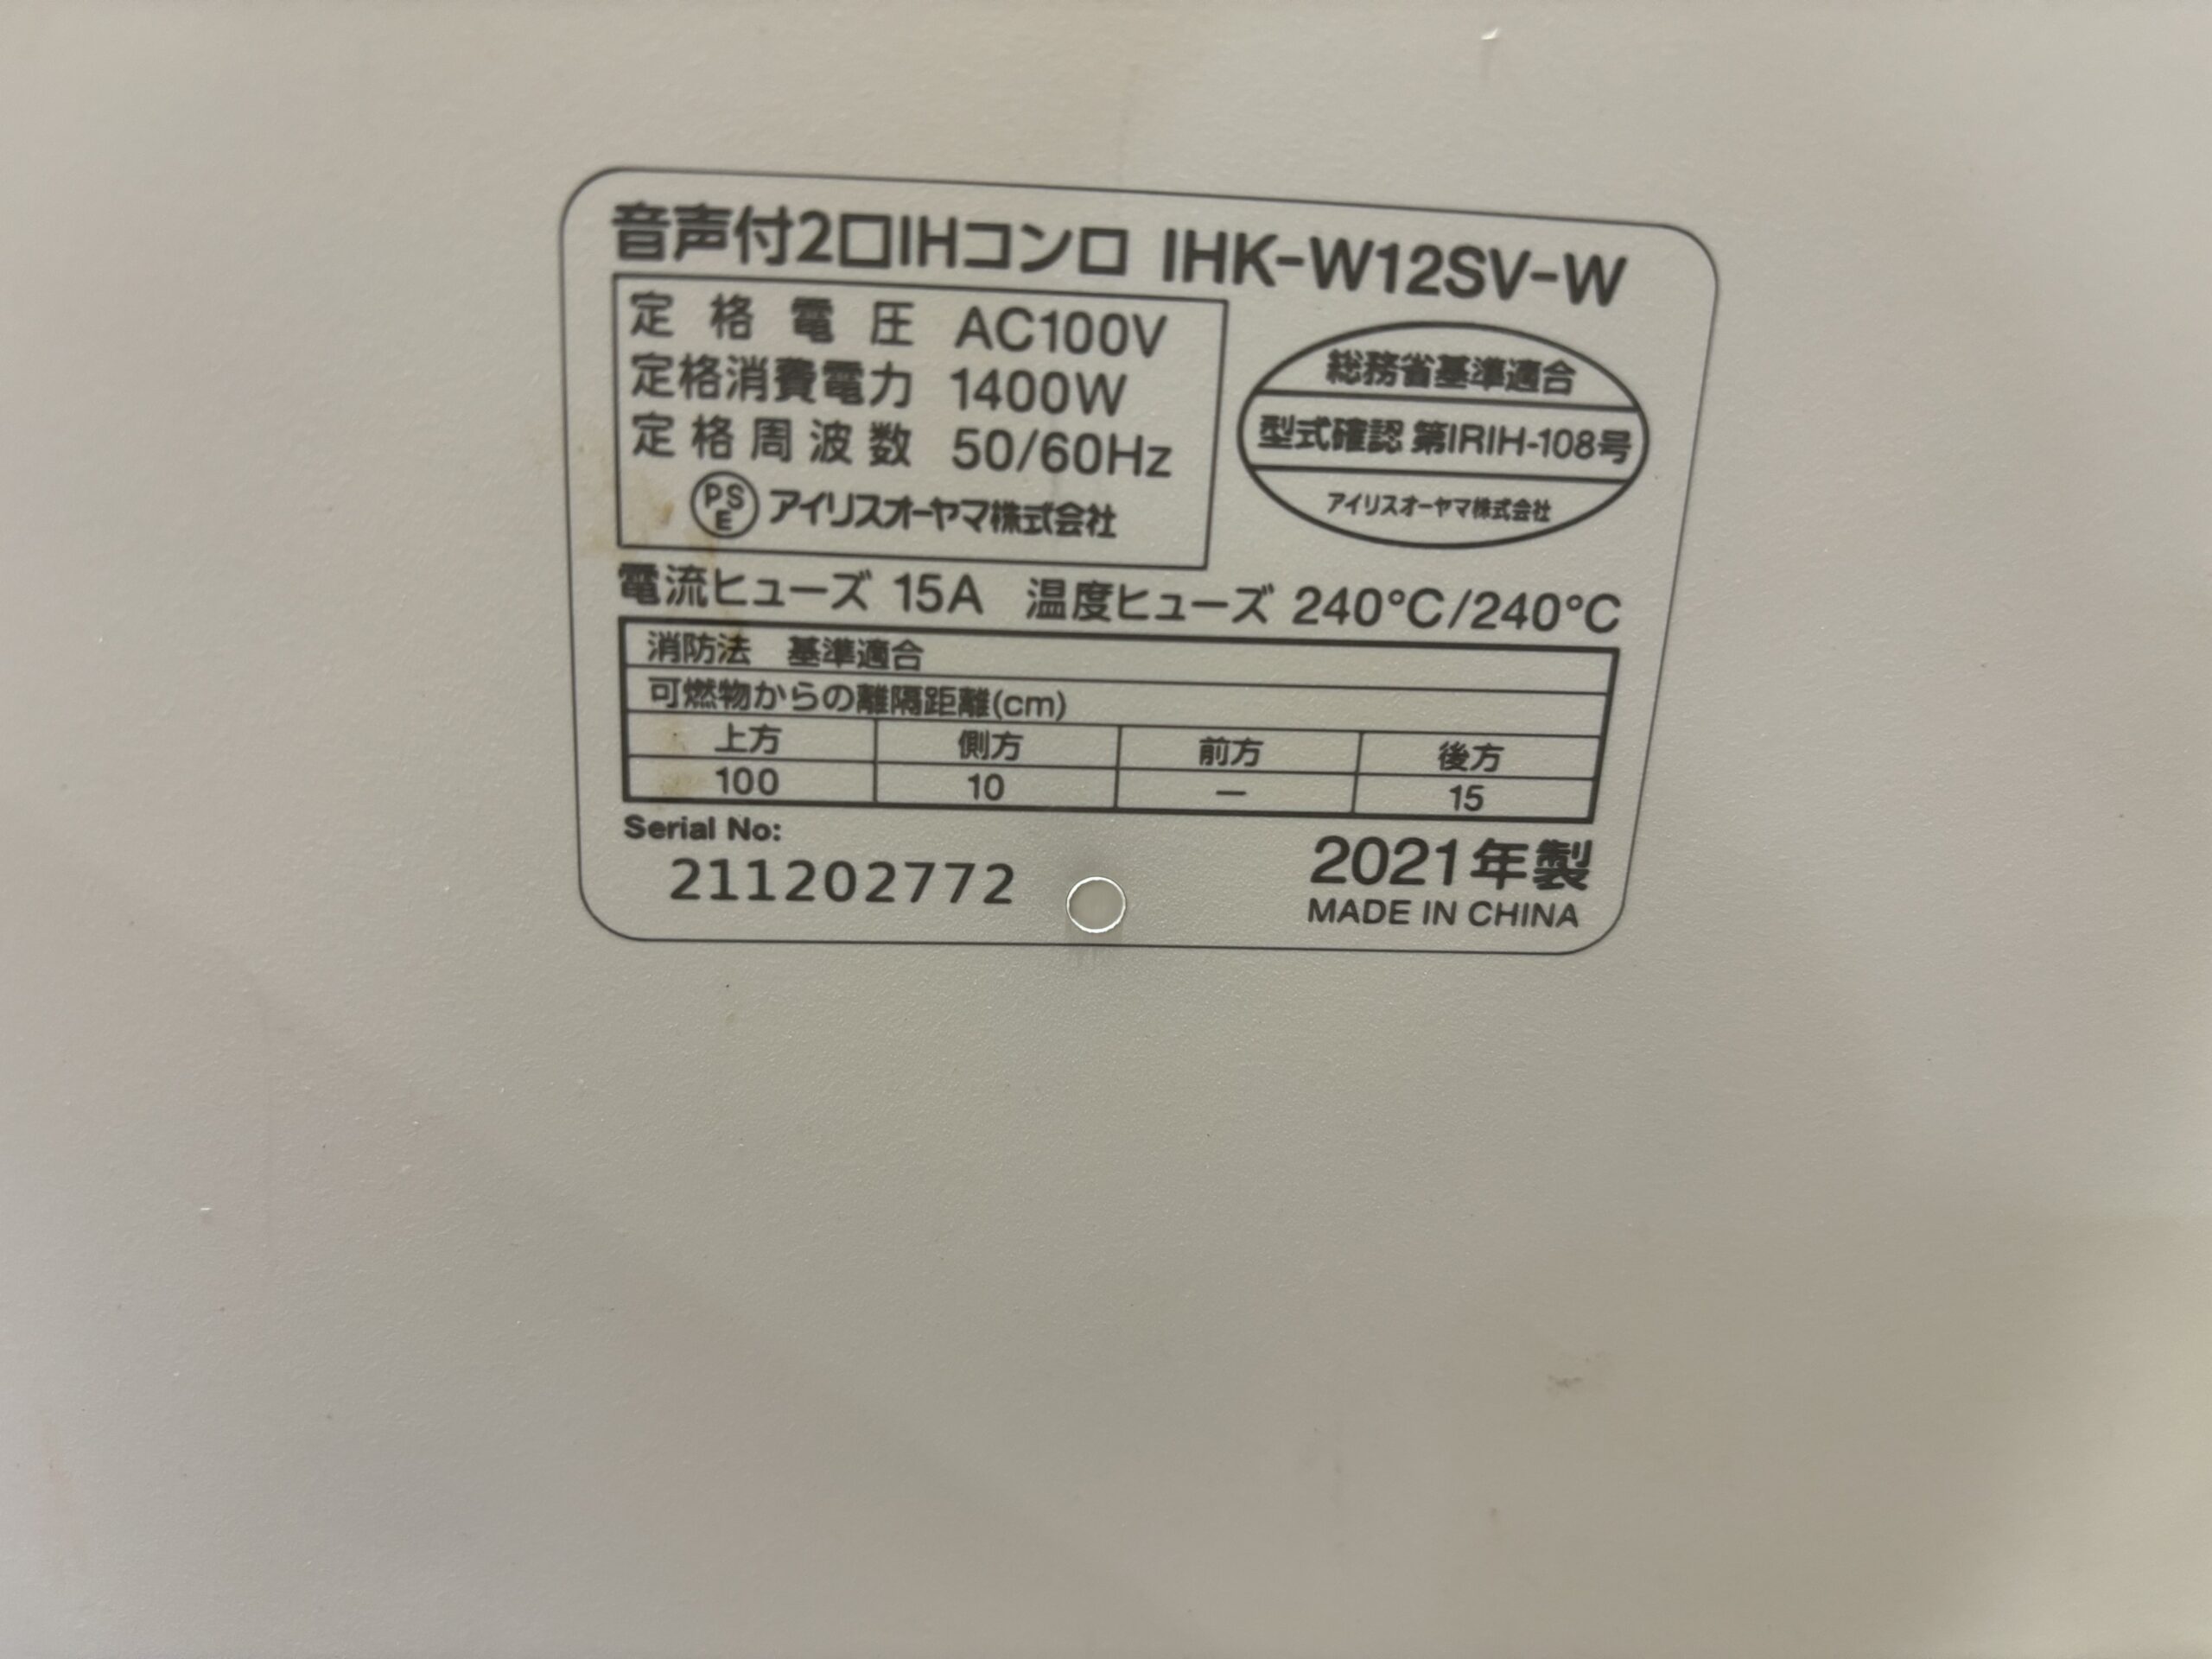 音声付2口IHコンロ IHK-W12SV-W
定格電圧 AC100V
定格消費電力 1400W
定格周波数 50/60Hz
PSE アイリスオーヤマ株式会社
総務省基準適合
型式確認 第IRIH-108号
アイリスオーヤマ株式会社
電流ヒューズ 15A 温度ヒューズ 240℃/240℃
消防法 基準適合
可燃物からの離隔距離(cm)
上方 側方 前方 後方
100 10 — 15
Serial No:
211202772
2021年製
MADE IN CHINA